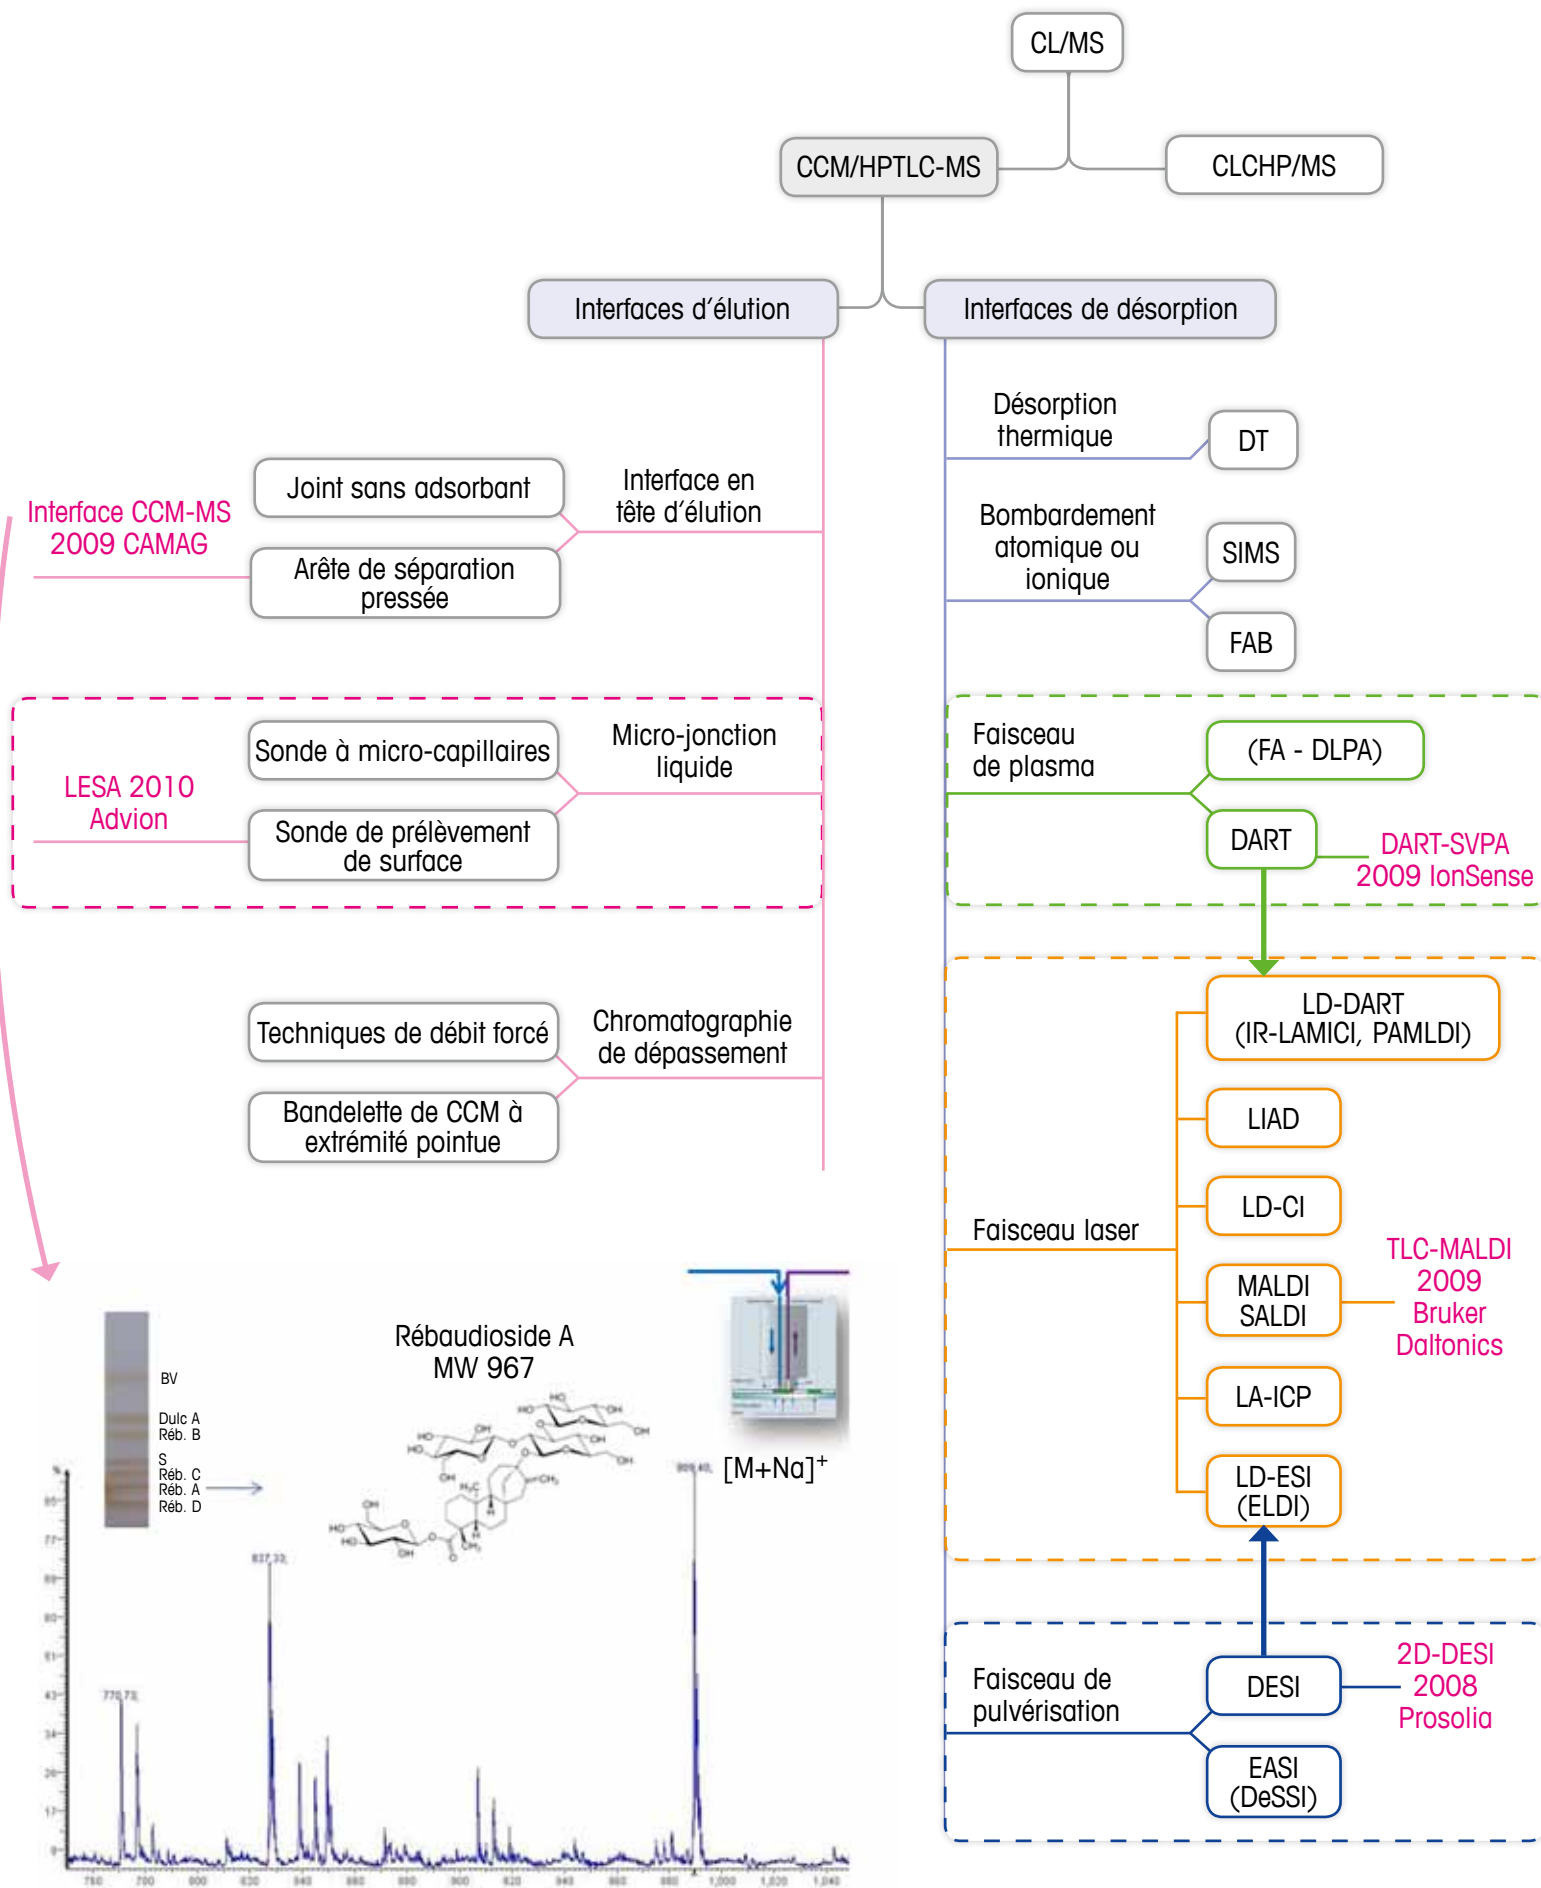 CL/MS
CCM/HPTLC-MS
CLCHP/MS
Interfaces d'élution
Interfaces de désorption
Interface CCM-MS
2009 CAMAG
Joint sans adsorbant
Arête de séparation
pressée
Interface en
tête d'élution
LESA 2010
Advion
Sonde à micro-capillaires
Sonde de prélèvement
de surface
Micro-jonction
liquide
Techniques de débit forcé
Bandelette de CCM à
extrémité pointue
Chromatographie
de dépassement
Désorption
thermique
DT
Bombardement
atomique ou
ionique
SIMS
FAB
Faisceau
de plasma
(FA - DLPA)
DART
DART-SVPA
2009 IonSense
Faisceau laser
LD-DART
(IR-LAMICI, PAMLDI)
LIAD
LD-CI
MALDI
SALDI
TLC-MALDI
2009
Bruker
Daltonics
LA-ICP
LD-ESI
(ELDI)
Faisceau de
pulvérisation
DESI
2D-DESI
2008
Prosolia
EASI
(DeSSI)
BV
Dulc A
Réb. B
S
Réb. C
Réb. A
Réb. D
Rébaudioside A
MW 967
[M+Na]+